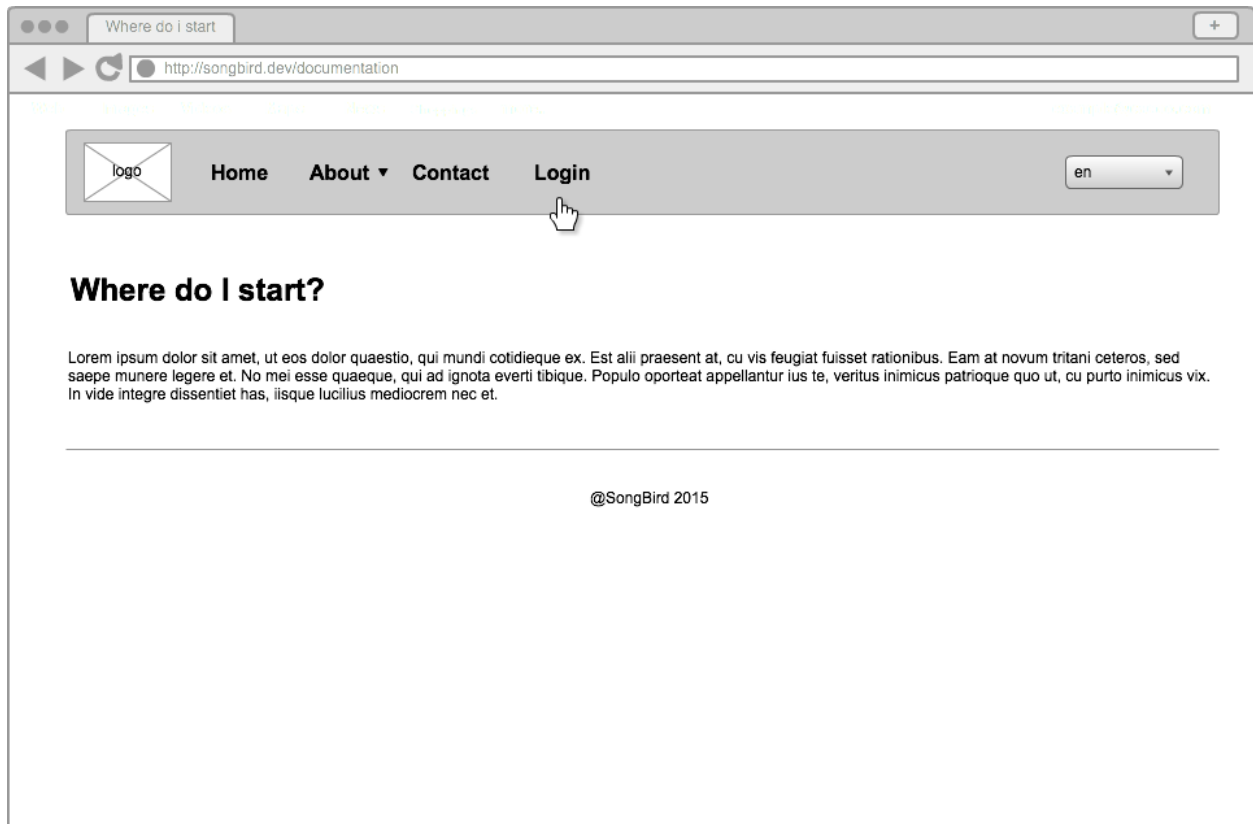 Where do i start
+
http://songbird.dev/documentation
logo Home About Contact Login en
Where do I start?
Lorem ipsum dolor sit amet, ut eos dolor quaestio, qui mundi cotidieque ex. Est alii praesent at, cu vis feugiat fuisset rationibus. Eam at novum tritani ceteros, sed
saepe munere legere et. No mei esse quaeque, qui ad ignota everti tibique. Populo oporteat appellantur ius te, veritus inimicus patrioque quo ut, cu purto inimicus vix.
In vide integre dissentiet has, iisque lucilius mediocrem nec et.
@SongBird 2015